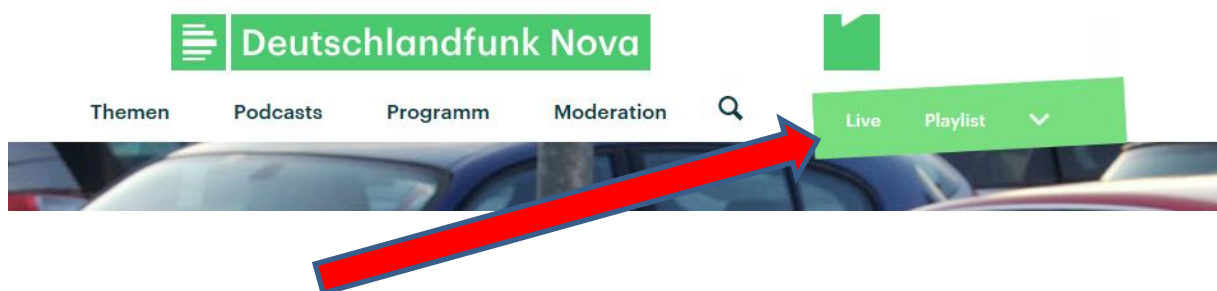 Deutschlandfunk Nova
Themen Podcasts Programm Moderation Live Playlist